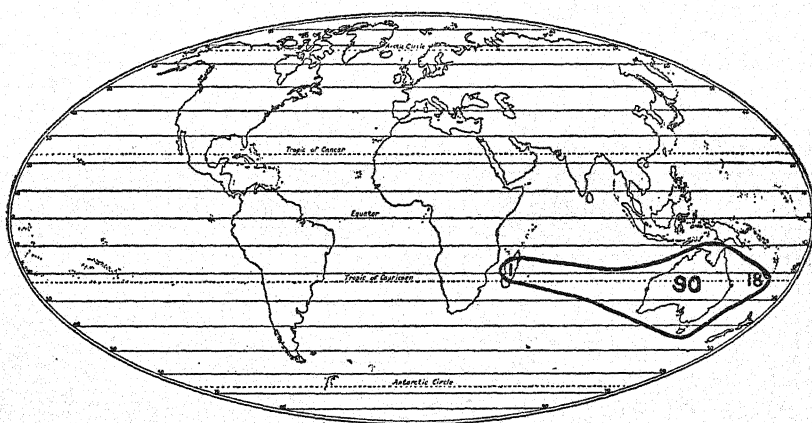 Arctic Circle
Tropic of Cancer
Equator
1
90
18
Tropic of Capricorn
Antarctic Circle